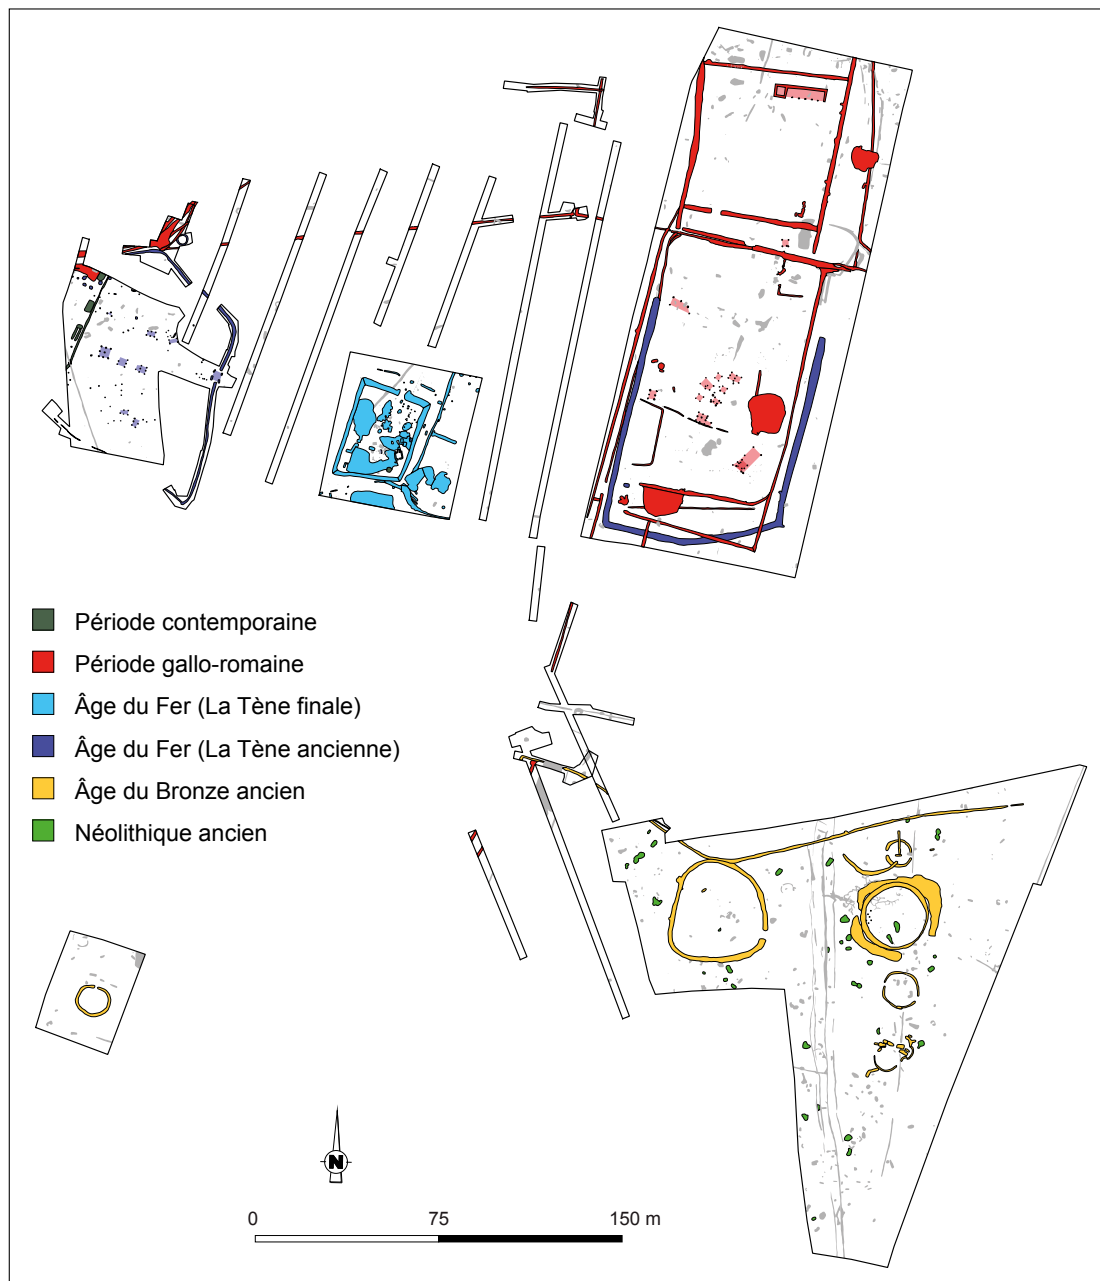 Période contemporaine
Période gallo-romaine
Âge du Fer (La Tène finale)
Âge du Fer (La Tène ancienne)
Âge du Bronze ancien
Néolithique ancien
N
0 75 150 m